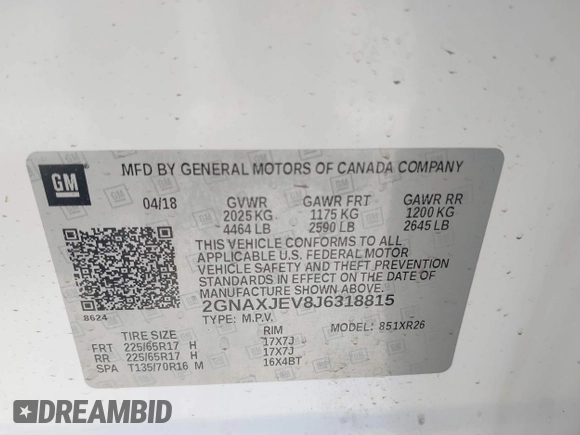 GM
MFD BY GENERAL MOTORS OF CANADA COMPANY
04/18 GVWR GAWR FRT GAWR RR
2025 KG 1175 KG 1200 KG
4464 LB 2590 LB 2645 LB
THIS VEHICLE CONFORMS TO ALL
APPLICABLE U.S. FEDERAL MOTOR
VEHICLE SAFETY AND THEFT PREVENTION
STANDARDS IN EFFECT ON THE DATE OF
MANUFACTURE SHOWN ABOVE.
2GNAXJEV8J6318815
8624
TYPE: M.P.V. MODEL: 851XR26
TIRE SIZE RIM
FRT 225/65R17 H 17X7J
RR 225/65R17 H 17X7J
SPA T135/70R16 M 16X4BT
DREAMBID